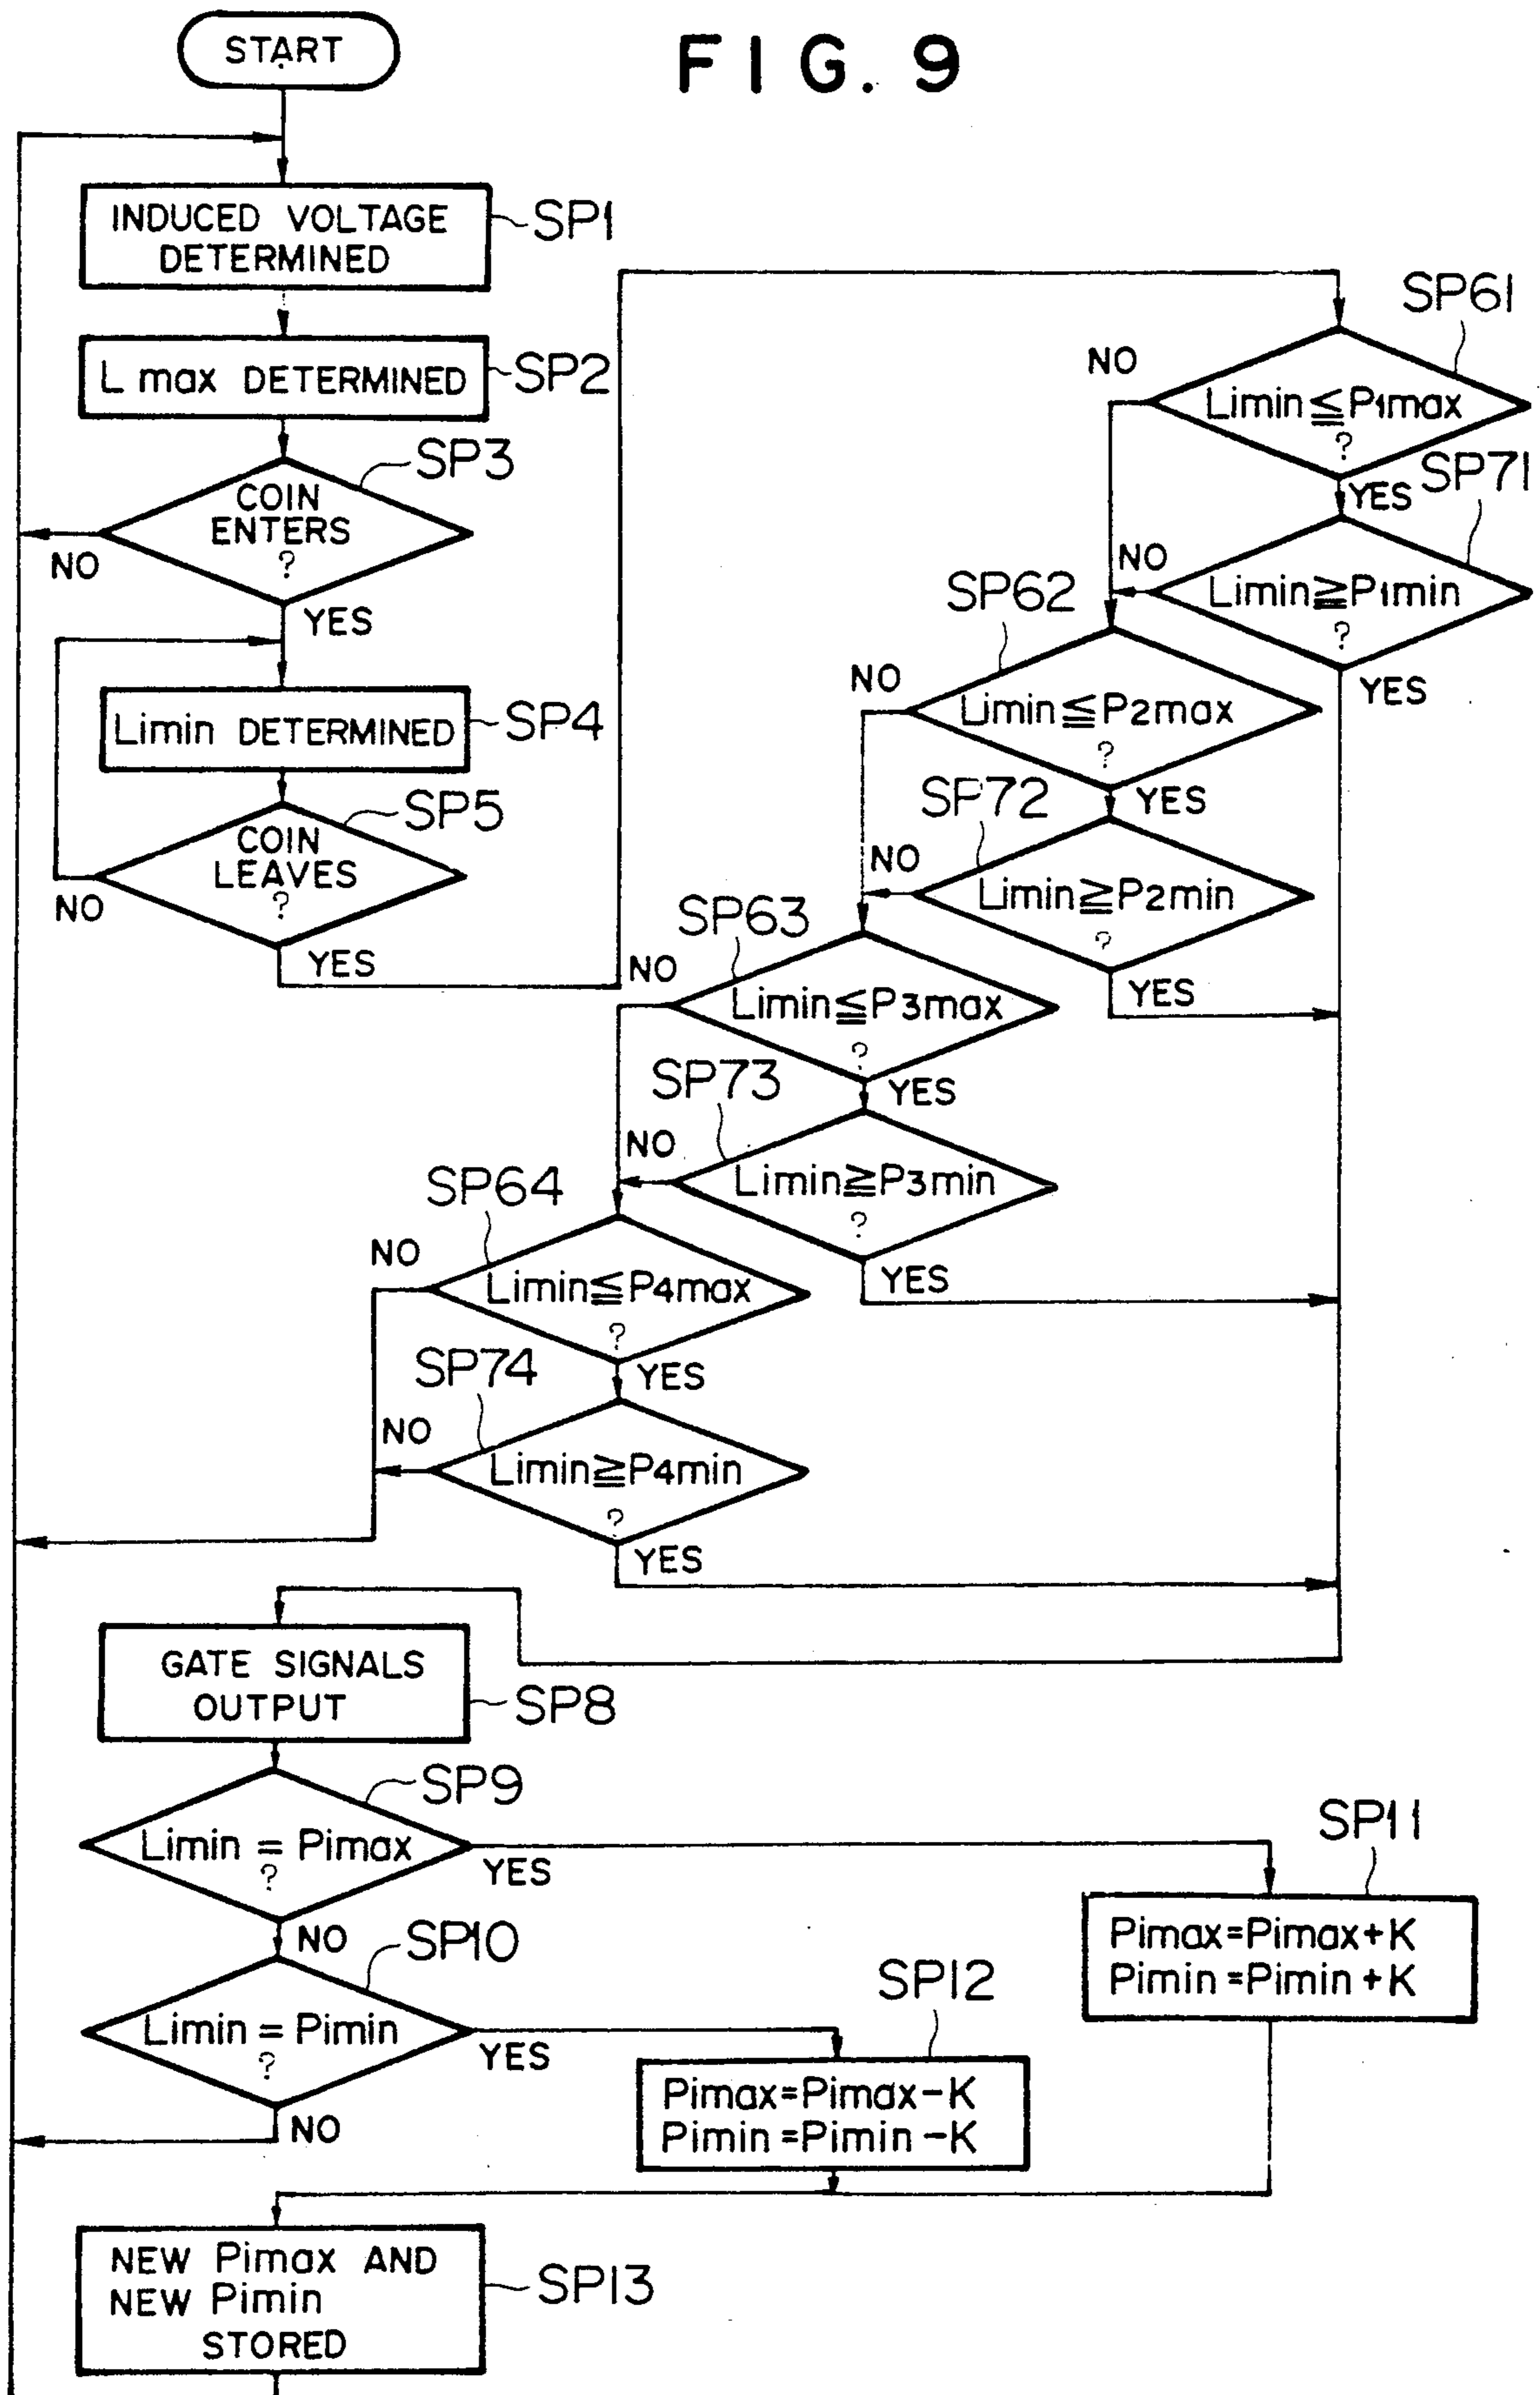 FIG. 9
START
INDUCED VOLTAGE
DETERMINED
SP1
L max DETERMINED
SP2
SP3
COIN
ENTERS
?
NO
YES
Limin DETERMINED
SP4
SP5
COIN
LEAVES
?
NO
YES
SP61
NO
Limin≦P1max
?
YES
SP71
NO
Limin≧P1min
?
YES
SP62
NO
Limin≦P2max
?
YES
SP72
NO
Limin≧P2min
?
YES
SP63
NO
Limin≦P3max
?
YES
SP73
NO
Limin≧P3min
?
YES
SP64
NO
Limin≦P4max
?
YES
SP74
NO
Limin≧P4min
?
YES
GATE SIGNALS
OUTPUT
SP8
SP9
Limin = Pimax
?
YES
NO
SP10
Limin = Pimin
?
YES
NO
SP11
Pimax=Pimax+K
Pimin=Pimin+K
SP12
Pimax=Pimax-K
Pimin=Pimin-K
NEW Pimax AND
NEW Pimin
STORED
SP13